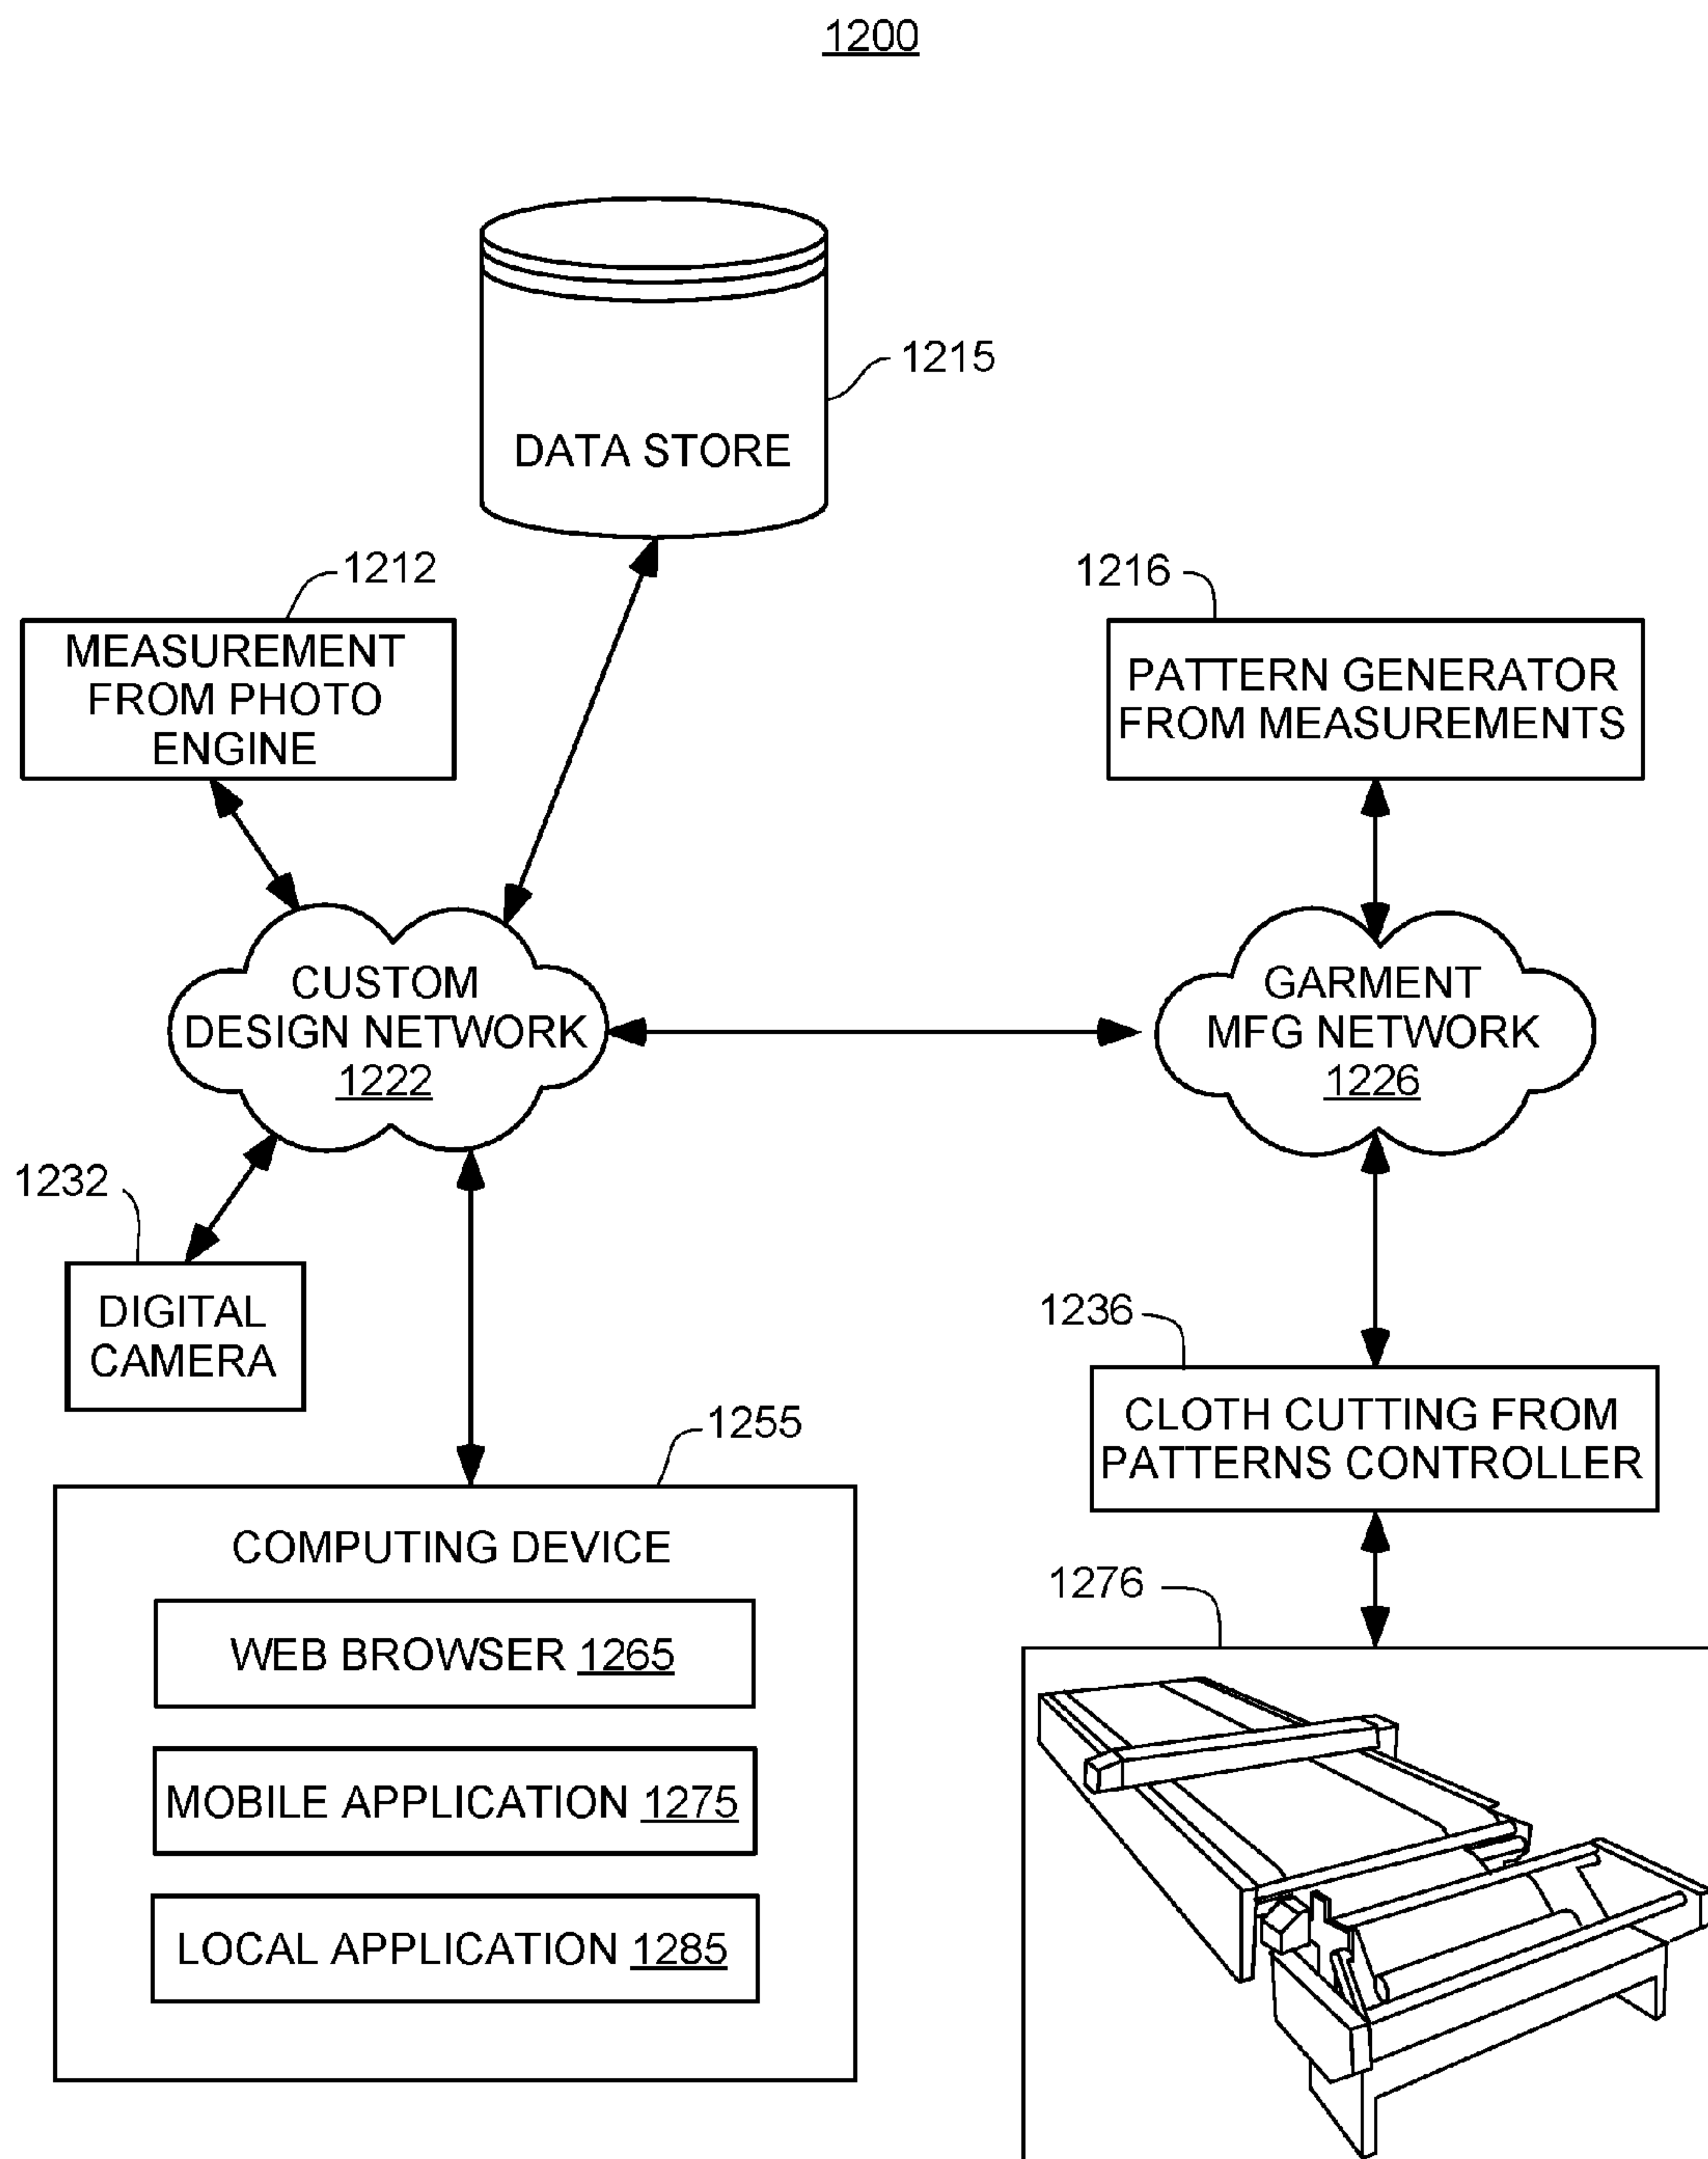 1200
1215
DATA STORE
1212
MEASUREMENT
FROM PHOTO
ENGINE
1216
PATTERN GENERATOR
FROM MEASUREMENTS
CUSTOM
DESIGN NETWORK
1222
GARMENT
MFG NETWORK
1226
1232
DIGITAL
CAMERA
1236
CLOTH CUTTING FROM
PATTERNS CONTROLLER
1255
COMPUTING DEVICE
WEB BROWSER 1265
MOBILE APPLICATION 1275
LOCAL APPLICATION 1285
1276